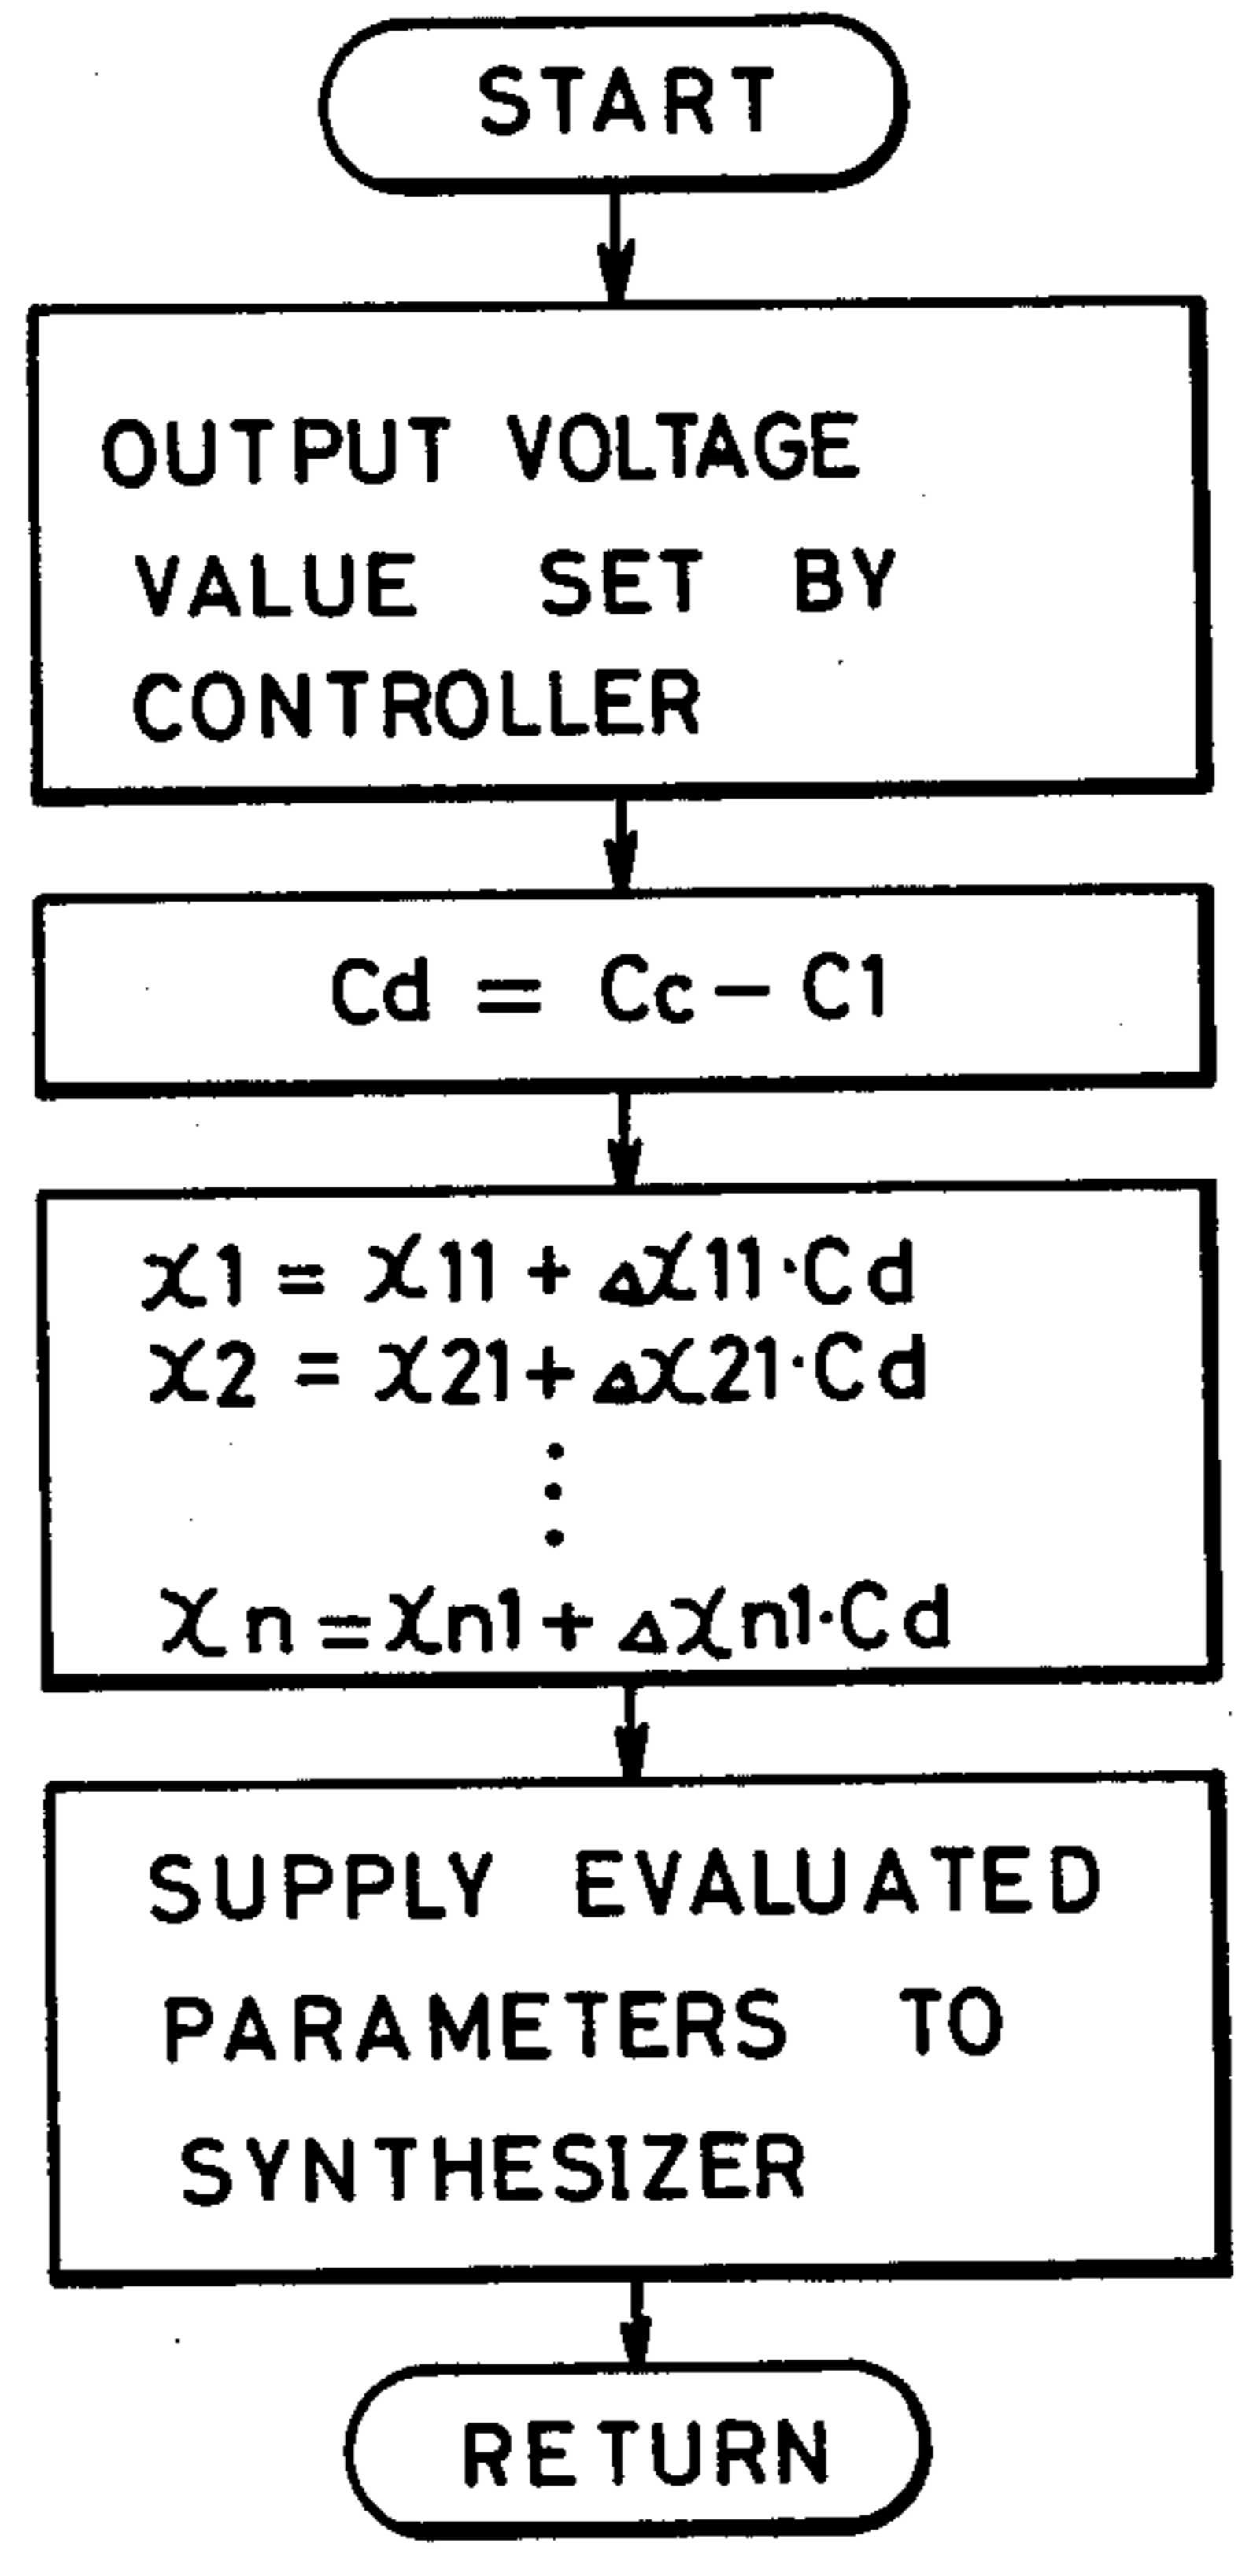 START
OUTPUT VOLTAGE
VALUE SET BY
CONTROLLER
Cd = Cc - C1
x1 = x11 + Δx11·Cd
x2 = x21 + Δx21·Cd
⋮
xn = xn1 + Δxn1·Cd
SUPPLY EVALUATED
PARAMETERS TO
SYNTHESIZER
RETURN